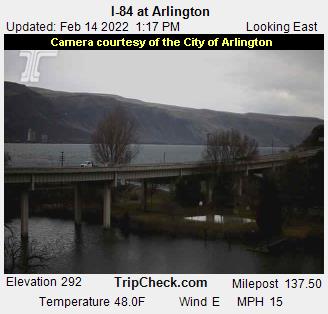 I-84 at Arlington
Updated: Feb 14 2022 1:17 PM Looking East
Camera courtesy of the City of Arlington
Elevation 292 TripCheck.com Milepost 137.50
Temperature 48.0F Wind E MPH 15